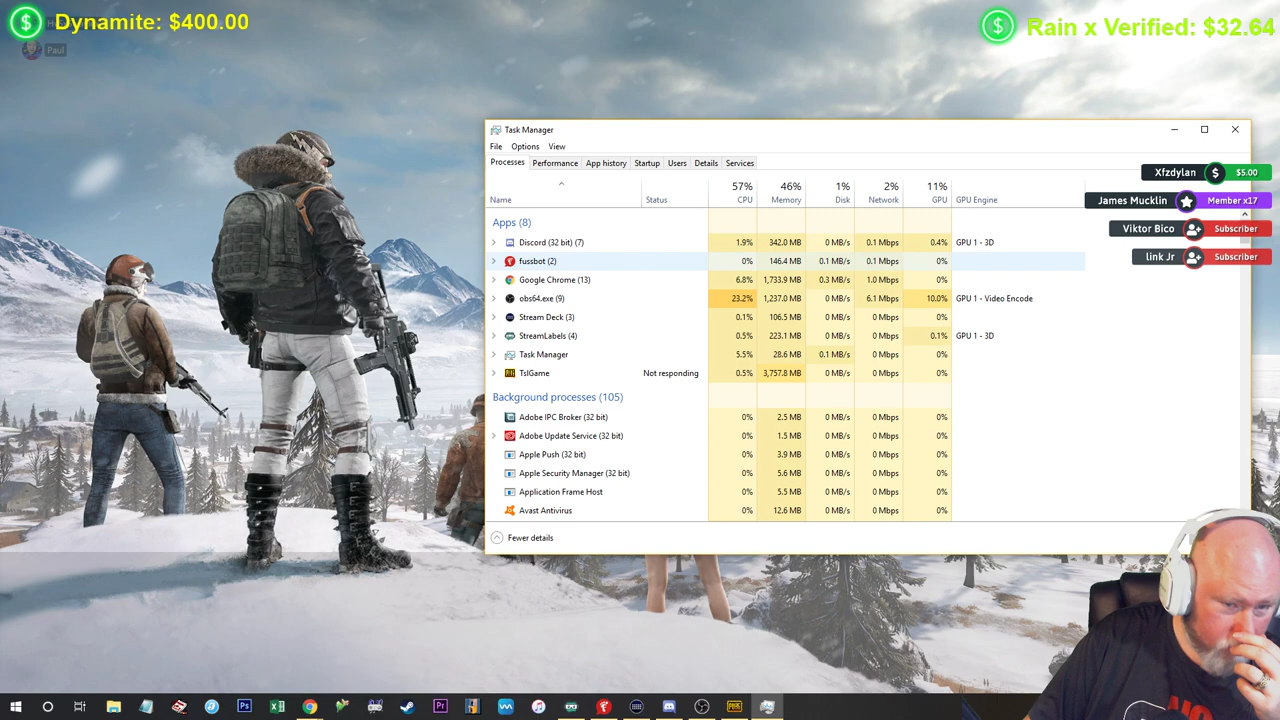 Dynamite: $400.00
Rain x Verified: $32.64
Paul
Task Manager
File Options View
Processes Performance App history Startup Users Details Services
57% 46% 1% 2% 11%
Name Status CPU Memory Disk Network GPU GPU Engine
Xfzdylan $ $5.00
James Mucklin Member x17
Viktor Bico Subscriber
link Jr Subscriber
Apps (8)
Discord (32 bit) (7) 1.9% 342.0 MB 0 MB/s 0.1 Mbps 0.4% GPU 1 - 3D
fussbot (2) 0% 146.4 MB 0.1 MB/s 0.1 Mbps 0%
Google Chrome (13) 6.8% 1,733.9 MB 0.3 MB/s 1.0 Mbps 0%
obs64.exe (9) 23.2% 1,237.0 MB 0 MB/s 6.1 Mbps 10.0% GPU 1 - Video Encode
Stream Deck (3) 0.1% 106.5 MB 0 MB/s 0 Mbps 0%
StreamLabels (4) 0.5% 223.1 MB 0 MB/s 0 Mbps 0.1% GPU 1 - 3D
Task Manager 5.5% 28.6 MB 0.1 MB/s 0 Mbps 0%
TslGame Not responding 0.5% 3,757.8 MB 0 MB/s 0 Mbps 0%
Background processes (105)
Adobe IPC Broker (32 bit) 0% 2.5 MB 0 MB/s 0 Mbps 0%
Adobe Update Service (32 bit) 0% 1.5 MB 0 MB/s 0 Mbps 0%
Apple Push (32 bit) 0% 3.9 MB 0 MB/s 0 Mbps 0%
Apple Security Manager (32 bit) 0% 5.6 MB 0 MB/s 0 Mbps 0%
Application Frame Host 0% 5.5 MB 0 MB/s 0 Mbps 0%
Avast Antivirus 0% 12.6 MB 0 MB/s 0 Mbps 0%
Fewer details